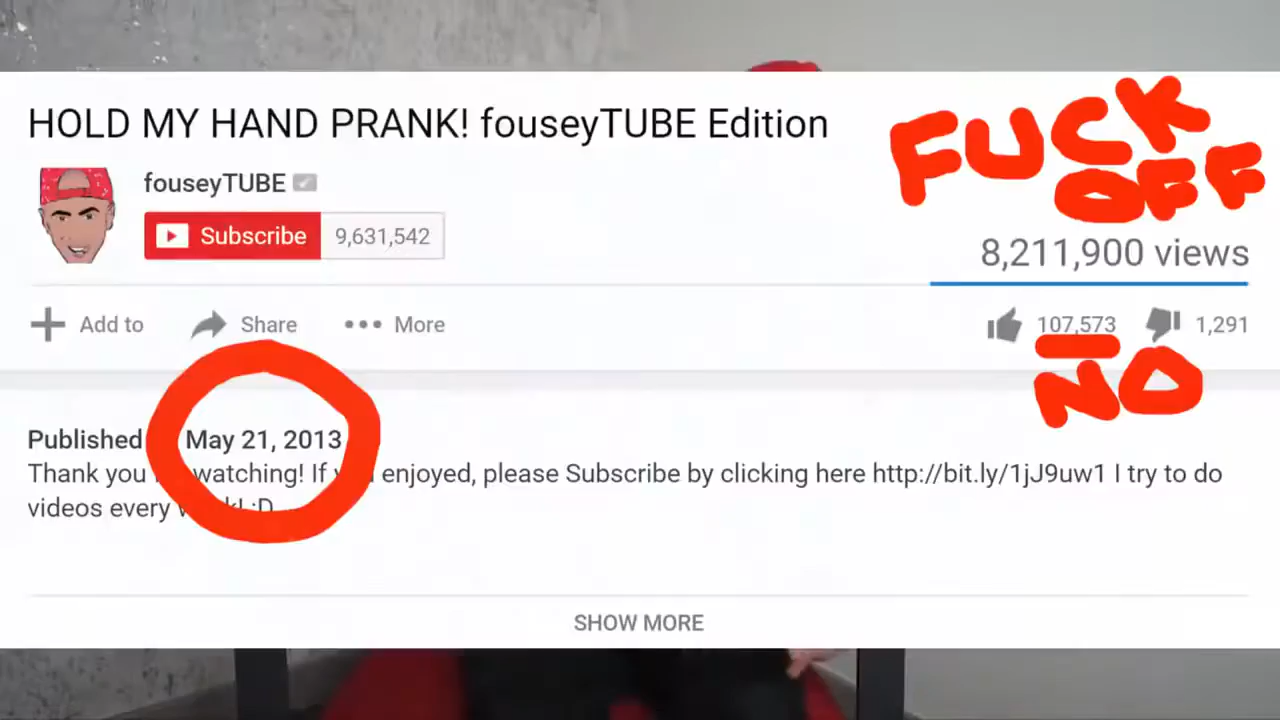 HOLD MY HAND PRANK! fouseyTUBE Edition
FUCK
OFF
fouseyTUBE
Subscribe 9,631,542
8,211,900 views
Add to Share More
107,573 1,291
NO
Published May 21, 2013
Thank you watching! If enjoyed, please Subscribe by clicking here http://bit.ly/1jJ9uw1 I try to do
videos every :D
SHOW MORE